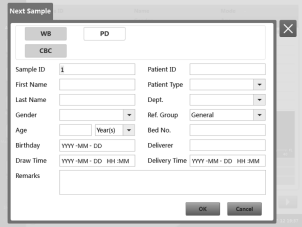 Next Sample
WB PD
CBC
Sample ID 1 Patient ID
First Name Patient Type
Last Name Dept.
Gender Ref. Group General
Age Year(s) Bed No.
Birthday YYYY -MM - DD Deliverer
Draw Time YYYY -MM - DD HH :MM Delivery Time YYYY -MM - DD HH :MM
Remarks
OK Cancel